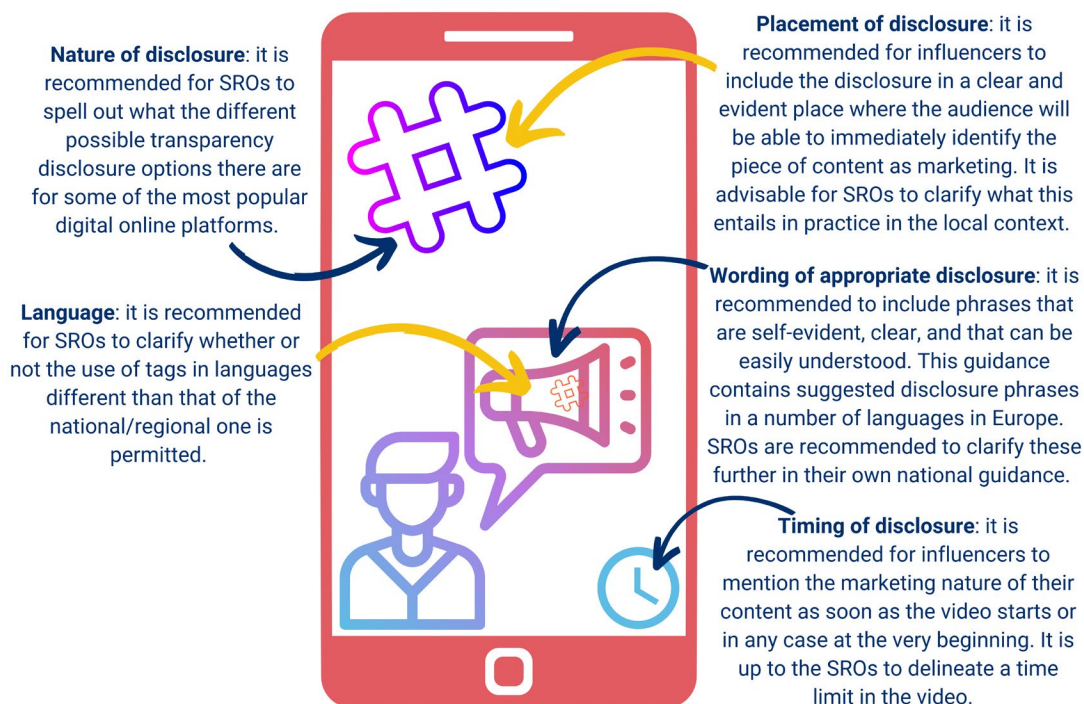 Nature of disclosure: it is
recommended for SROs to
spell out what the different
possible transparency
disclosure options there are
for some of the most popular
digital online platforms.
Language: it is recommended
for SROs to clarify whether or
not the use of tags in languages
different than that of the
national/regional one is
permitted.
Placement of disclosure: it is
recommended for influencers to
include the disclosure in a clear and
evident place where the audience will
be able to immediately identify the
piece of content as marketing. It is
advisable for SROs to clarify what this
entails in practice in the local context.
Wording of appropriate disclosure: it is
recommended to include phrases that
are self-evident, clear, and that can be
easily understood. This guidance
contains suggested disclosure phrases
in a number of languages in Europe.
SROs are recommended to clarify these
further in their own national guidance.
Timing of disclosure: it is
recommended for influencers to
mention the marketing nature of their
content as soon as the video starts or
in any case at the very beginning. It is
up to the SROs to delineate a time
limit in the video.